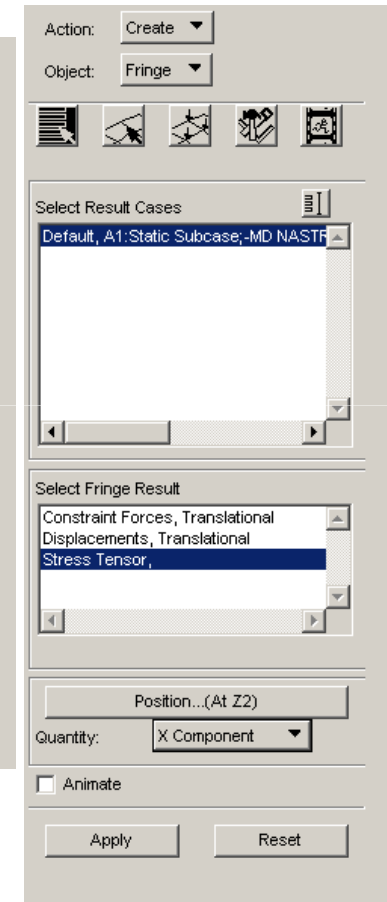 Action: Create
Object: Fringe
Select Result Cases
Default, A1:Static Subcase;-MD NASTR
Select Fringe Result
Constraint Forces, Translational
Displacements, Translational
Stress Tensor,
Position...(At Z2)
Quantity: X Component
Animate
Apply Reset